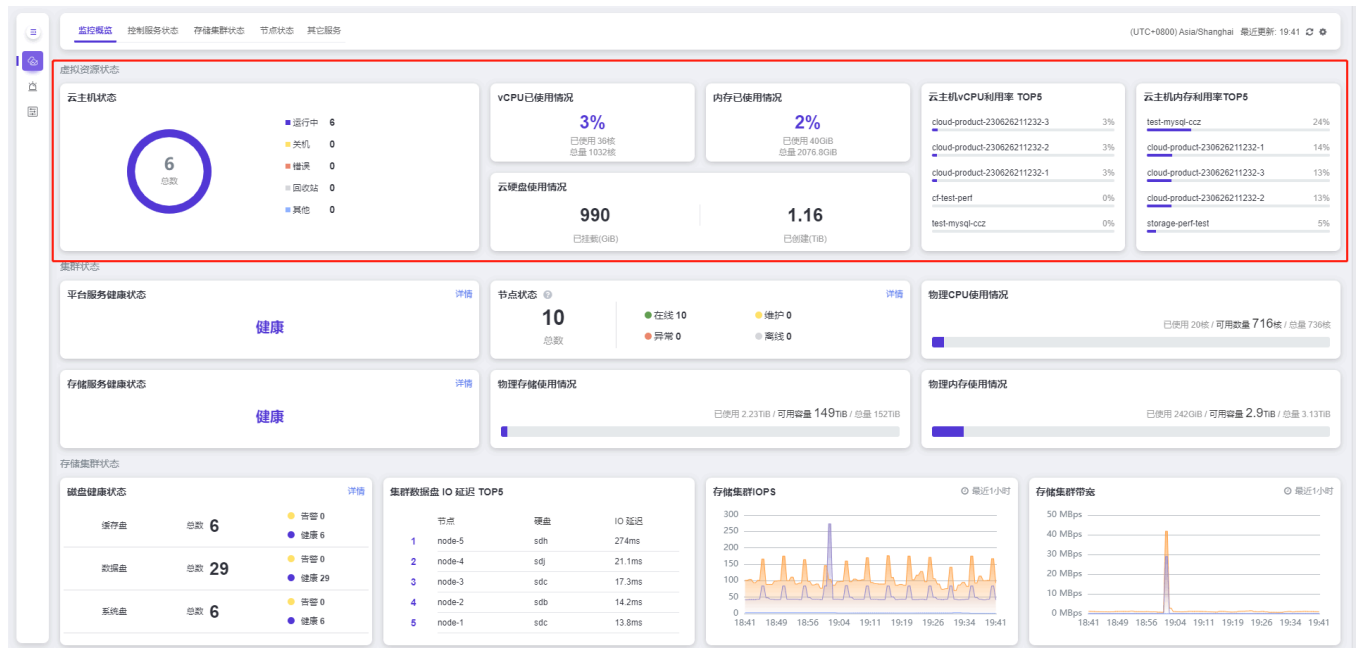 监控概览 控制服务状态 存储集群状态 节点状态 其它服务
(UTC+0800) Asia/Shanghai 最近更新: 19:41
虚拟资源状态
云主机状态
6
总数
运行中 6
关机 0
错误 0
回收站 0
其他 0
vCPU已使用情况
3%
已使用 36核
总量 1032核
内存已使用情况
2%
已使用 40GiB
总量 2076.8GiB
云硬盘使用情况
990
已挂载(GiB)
1.16
已创建(TiB)
云主机vCPU利用率 TOP5
cloud-product-230626211232-3 3%
cloud-product-230626211232-2 3%
cloud-product-230626211232-1 3%
cf-test-perf 0%
test-mysql-ccz 0%
云主机内存利用率TOP5
test-mysql-ccz 24%
cloud-product-230626211232-1 14%
cloud-product-230626211232-3 13%
cloud-product-230626211232-2 13%
storage-perf-test 5%
集群状态
平台服务健康状态 详情
健康
节点状态 详情
10
总数
在线 10
维护 0
异常 0
离线 0
物理CPU使用情况
已使用 20核 / 可用数量 716核 / 总量 736核
存储服务健康状态 详情
健康
物理存储使用情况
已使用 2.23TiB / 可用容量 149TiB / 总量 152TiB
物理内存使用情况
已使用 242GiB / 可用容量 2.9TiB / 总量 3.13TiB
存储集群状态
磁盘健康状态 详情
缓存盘 总数 6
告警 0
健康 6
数据盘 总数 29
告警 0
健康 29
系统盘 总数 6
告警 0
健康 6
集群数据盘 IO 延迟 TOP5
节点 硬盘 IO 延迟
1 node-5 sdh 274ms
2 node-4 sdj 21.1ms
3 node-3 sdc 17.3ms
4 node-2 sdb 14.2ms
5 node-1 sdc 13.8ms
存储集群IOPS 最近1小时
300
250
200
150
100
50
0
18:41 18:49 18:56 19:04 19:11 19:19 19:26 19:34 19:41
存储集群带宽 最近1小时
50 MBps
40 MBps
30 MBps
20 MBps
10 MBps
0 MBps
18:41 18:49 18:56 19:04 19:11 19:19 19:26 19:34 19:41